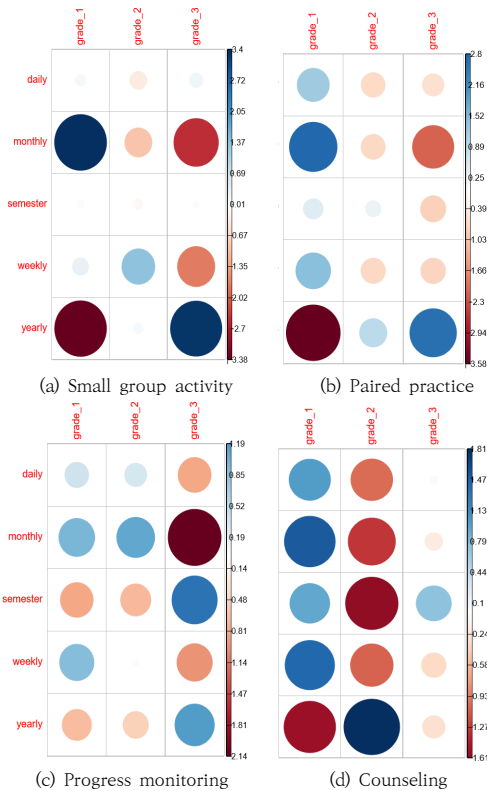 grade_1 grade_2 grade_3
daily
monthly
semester
weekly
yearly
3.4
2.72
2.05
1.37
0.69
0.01
0.67
1.35
2.02
2.7
3.38
(a) Small group activity
grade_1 grade_2 grade_3
2.8
2.16
1.52
0.89
0.25
0.39
1.03
1.66
2.3
2.94
3.58
(b) Paired practice
grade_1 grade_2 grade_3
daily
monthly
semester
weekly
yearly
1.19
0.85
0.52
0.19
0.14
0.48
0.81
1.14
1.47
1.81
2.14
(c) Progress monitoring
grade_1 grade_2 grade_3
1.81
1.47
1.13
0.79
0.44
0.1
0.24
0.58
0.93
1.27
1.61
(d) Counseling